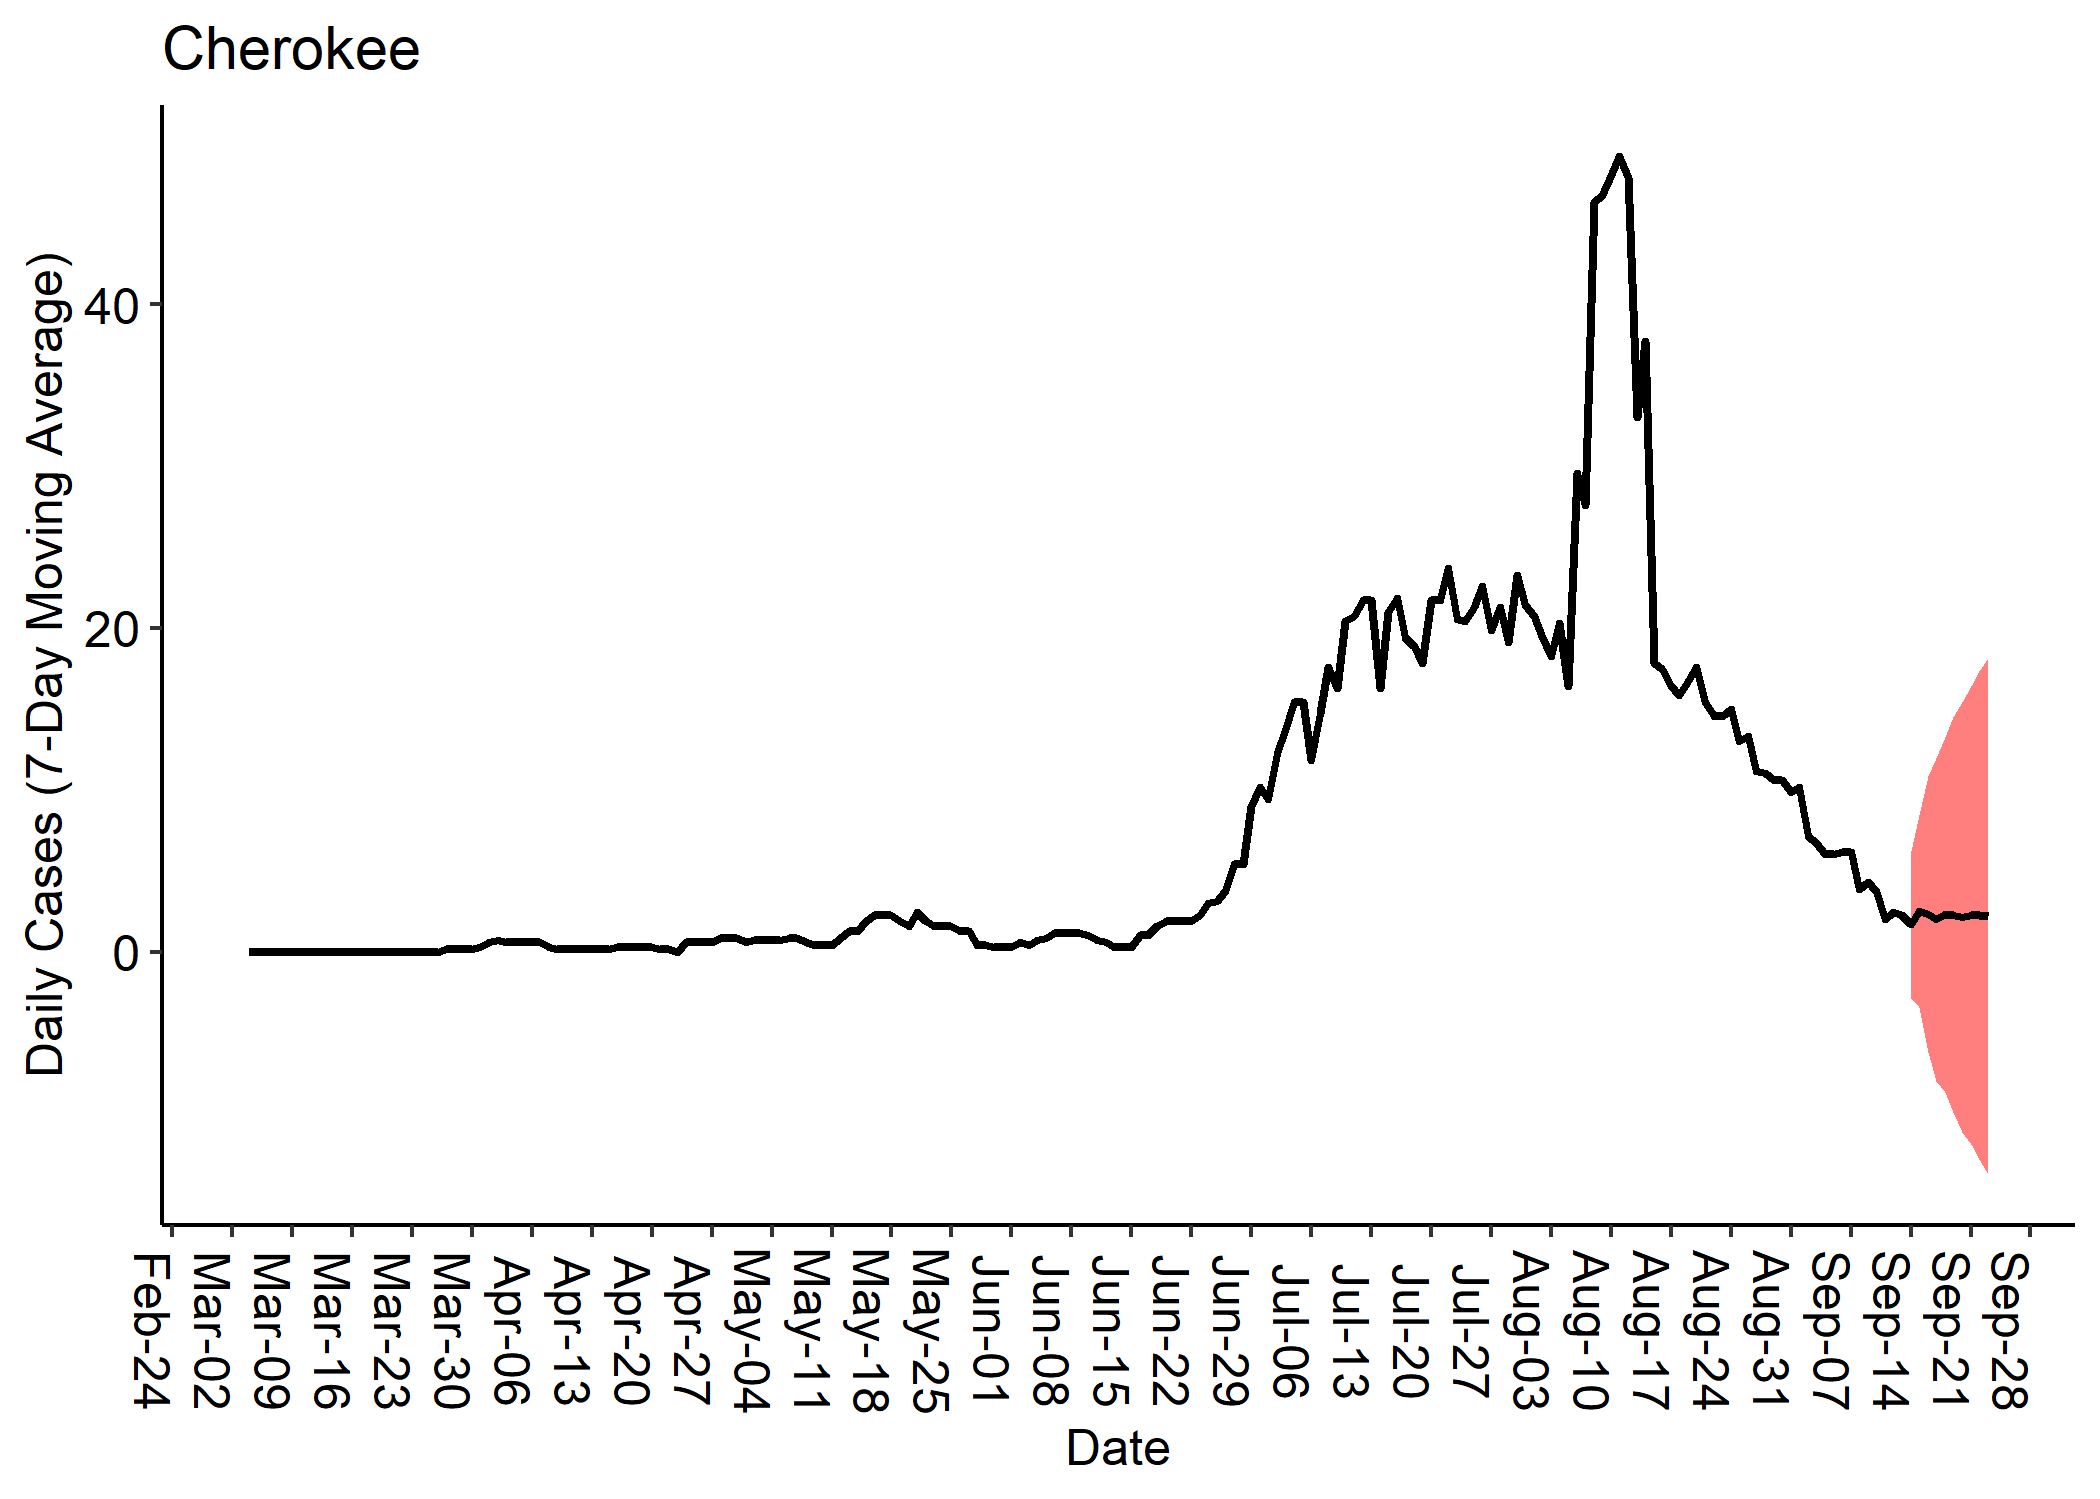 Cherokee
Daily Cases (7-Day Moving Average)
40
20
0
Feb-24
Mar-02
Mar-09
Mar-16
Mar-23
Mar-30
Apr-06
Apr-13
Apr-20
Apr-27
May-04
May-11
May-18
May-25
Jun-01
Jun-08
Jun-15
Jun-22
Jun-29
Jul-06
Jul-13
Jul-20
Jul-27
Aug-03
Aug-10
Aug-17
Aug-24
Aug-31
Sep-07
Sep-14
Sep-21
Sep-28
Date